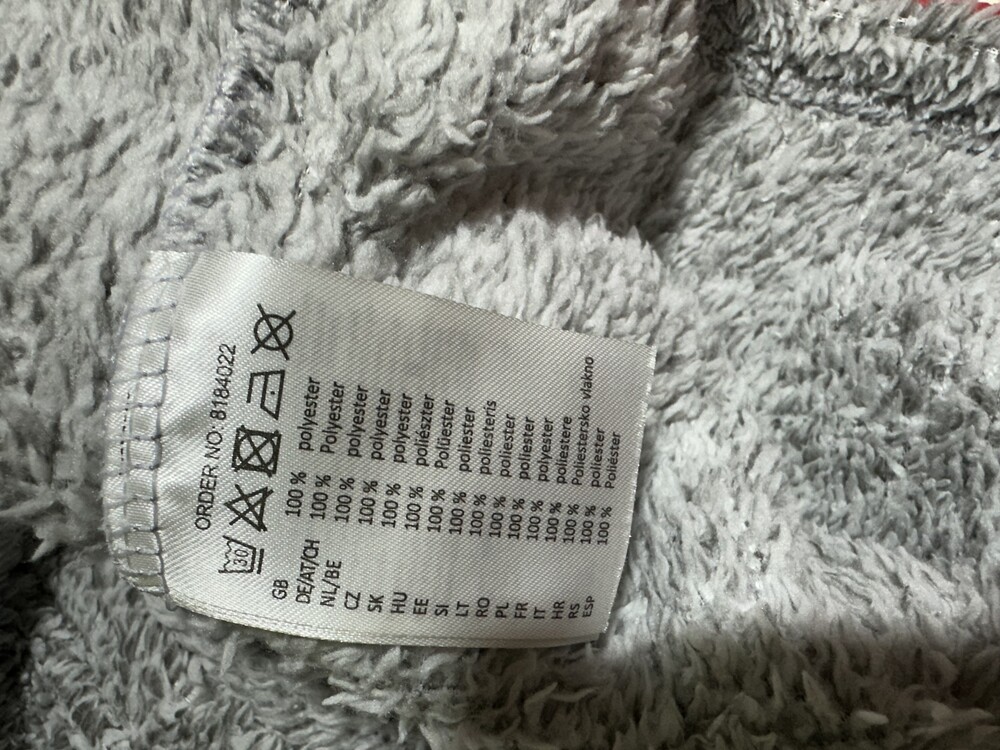 ORDER NO: 8184022
30
GB 100 % polyester
DE/AT/CH 100 % Polyester
NL/BE 100 % polyester
CZ 100 % polyester
SK 100 % polyester
HU 100 % poliészter
EE 100 % Polüester
SI 100 % poliester
LT 100 % poliesteris
RO 100 % poliester
PL 100 % poliester
FR 100 % polyester
IT 100 % poliestere
HR 100 % Poliestersko vlakno
RS 100 % poliester
ESP 100 % Poliéster